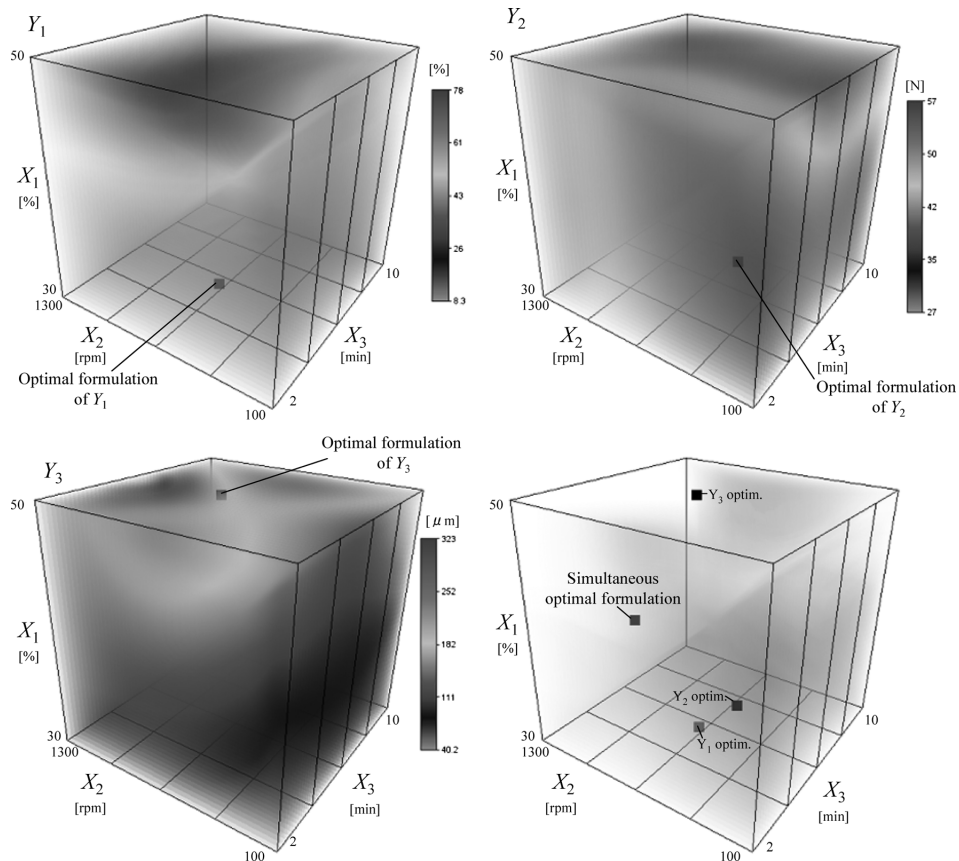 Y1
50
X1
[%]
30
1300
X2
[rpm]
100
2
X3
[min]
10
[%]
78
61
43
26
8.3
Optimal formulation
of Y1
Y2
50
X1
[%]
30
1300
X2
[rpm]
100
2
X3
[min]
10
[N]
57
50
42
35
27
Optimal formulation
of Y2
Y3
50
X1
[%]
30
1300
X2
[rpm]
100
2
X3
[min]
10
[μm]
323
252
182
111
40.2
Optimal formulation
of Y3
50
X1
[%]
30
1300
X2
[rpm]
100
2
X3
[min]
10
Y3 optim.
Simultaneous
optimal formulation
Y2 optim.
Y1 optim.